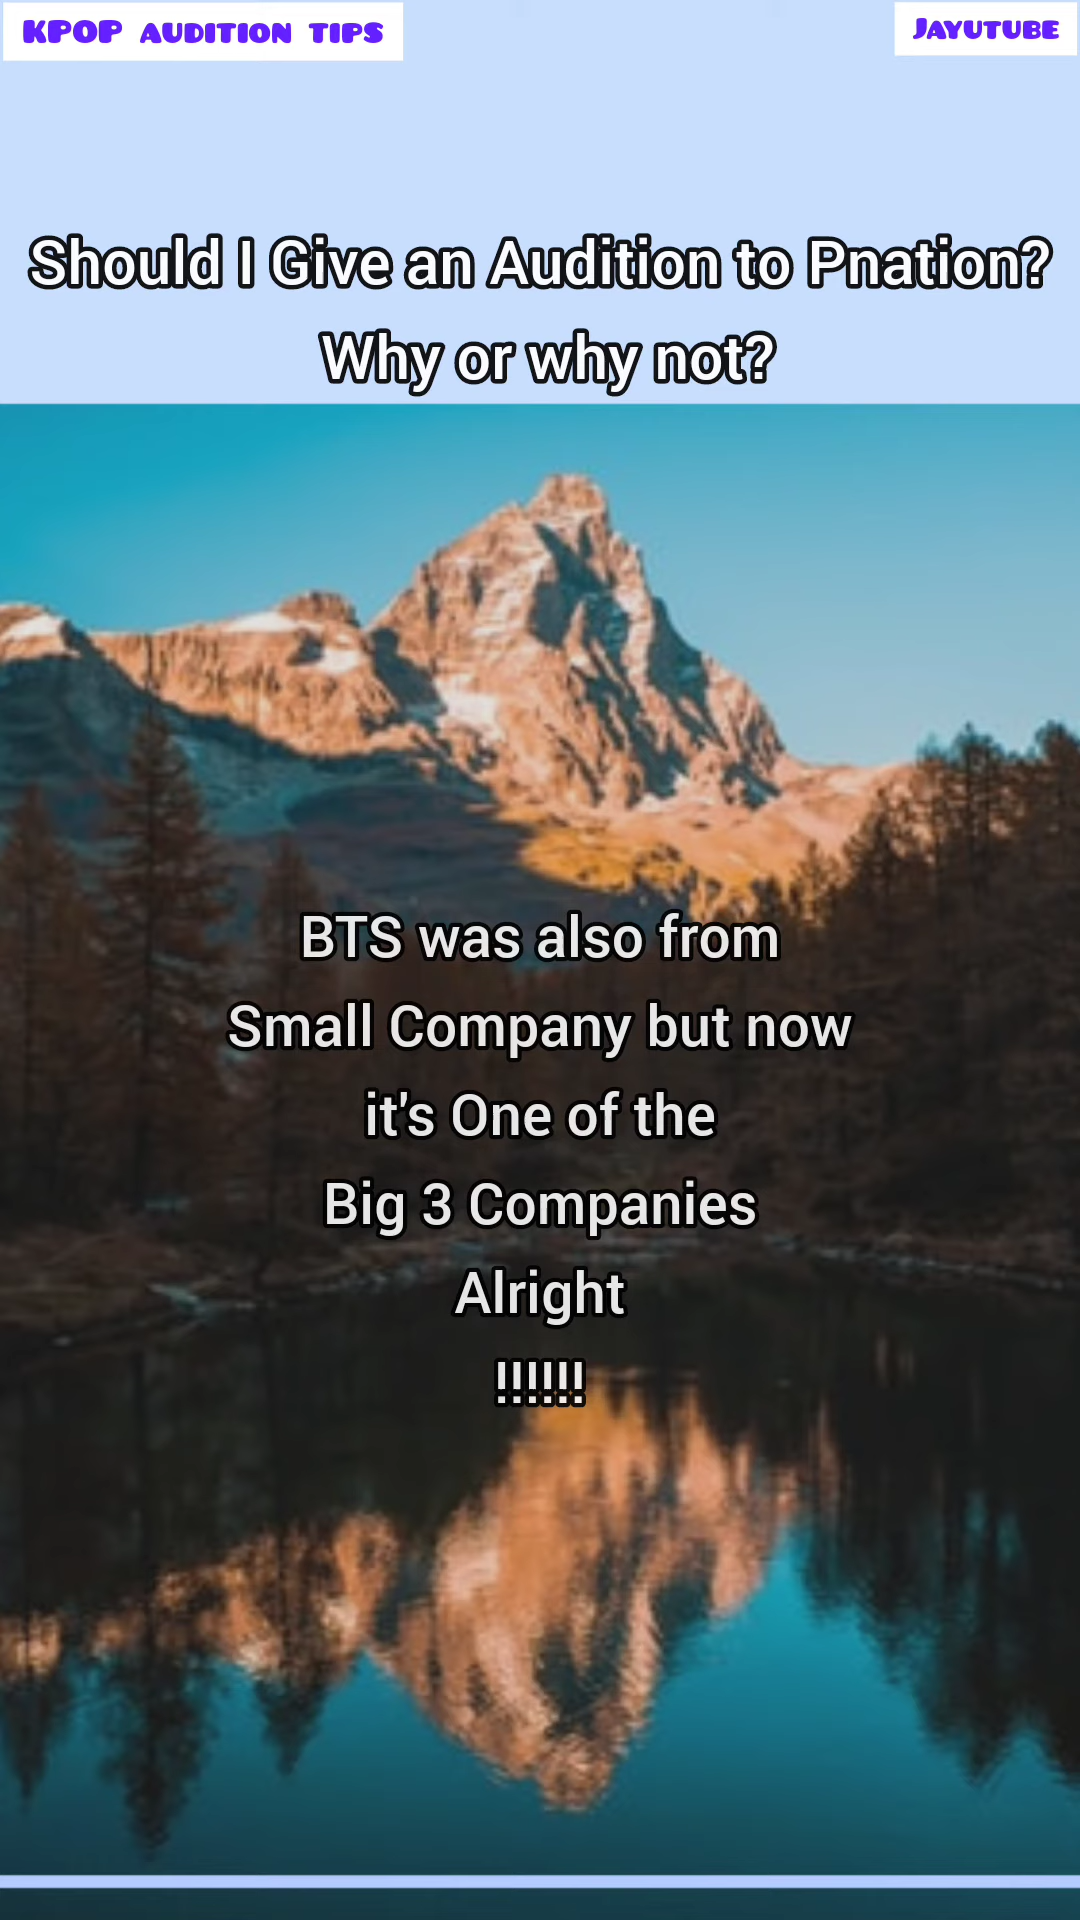 KPOP AUDITION TIPS
JAYUTUBE
Should I Give an Audition to Pnation?
Why or why not?
BTS was also from
Small Company but now
it's One of the
Big 3 Companies
Alright
!!!!!!